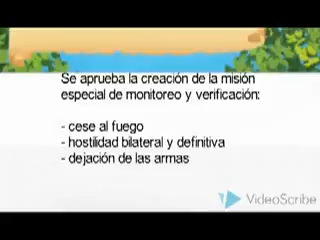 Se aprueba la creación de la misión
especial de monitoreo y verificación:
- cese al fuego
- hostilidad bilateral y definitiva
- dejación de las armas
VideoScribe